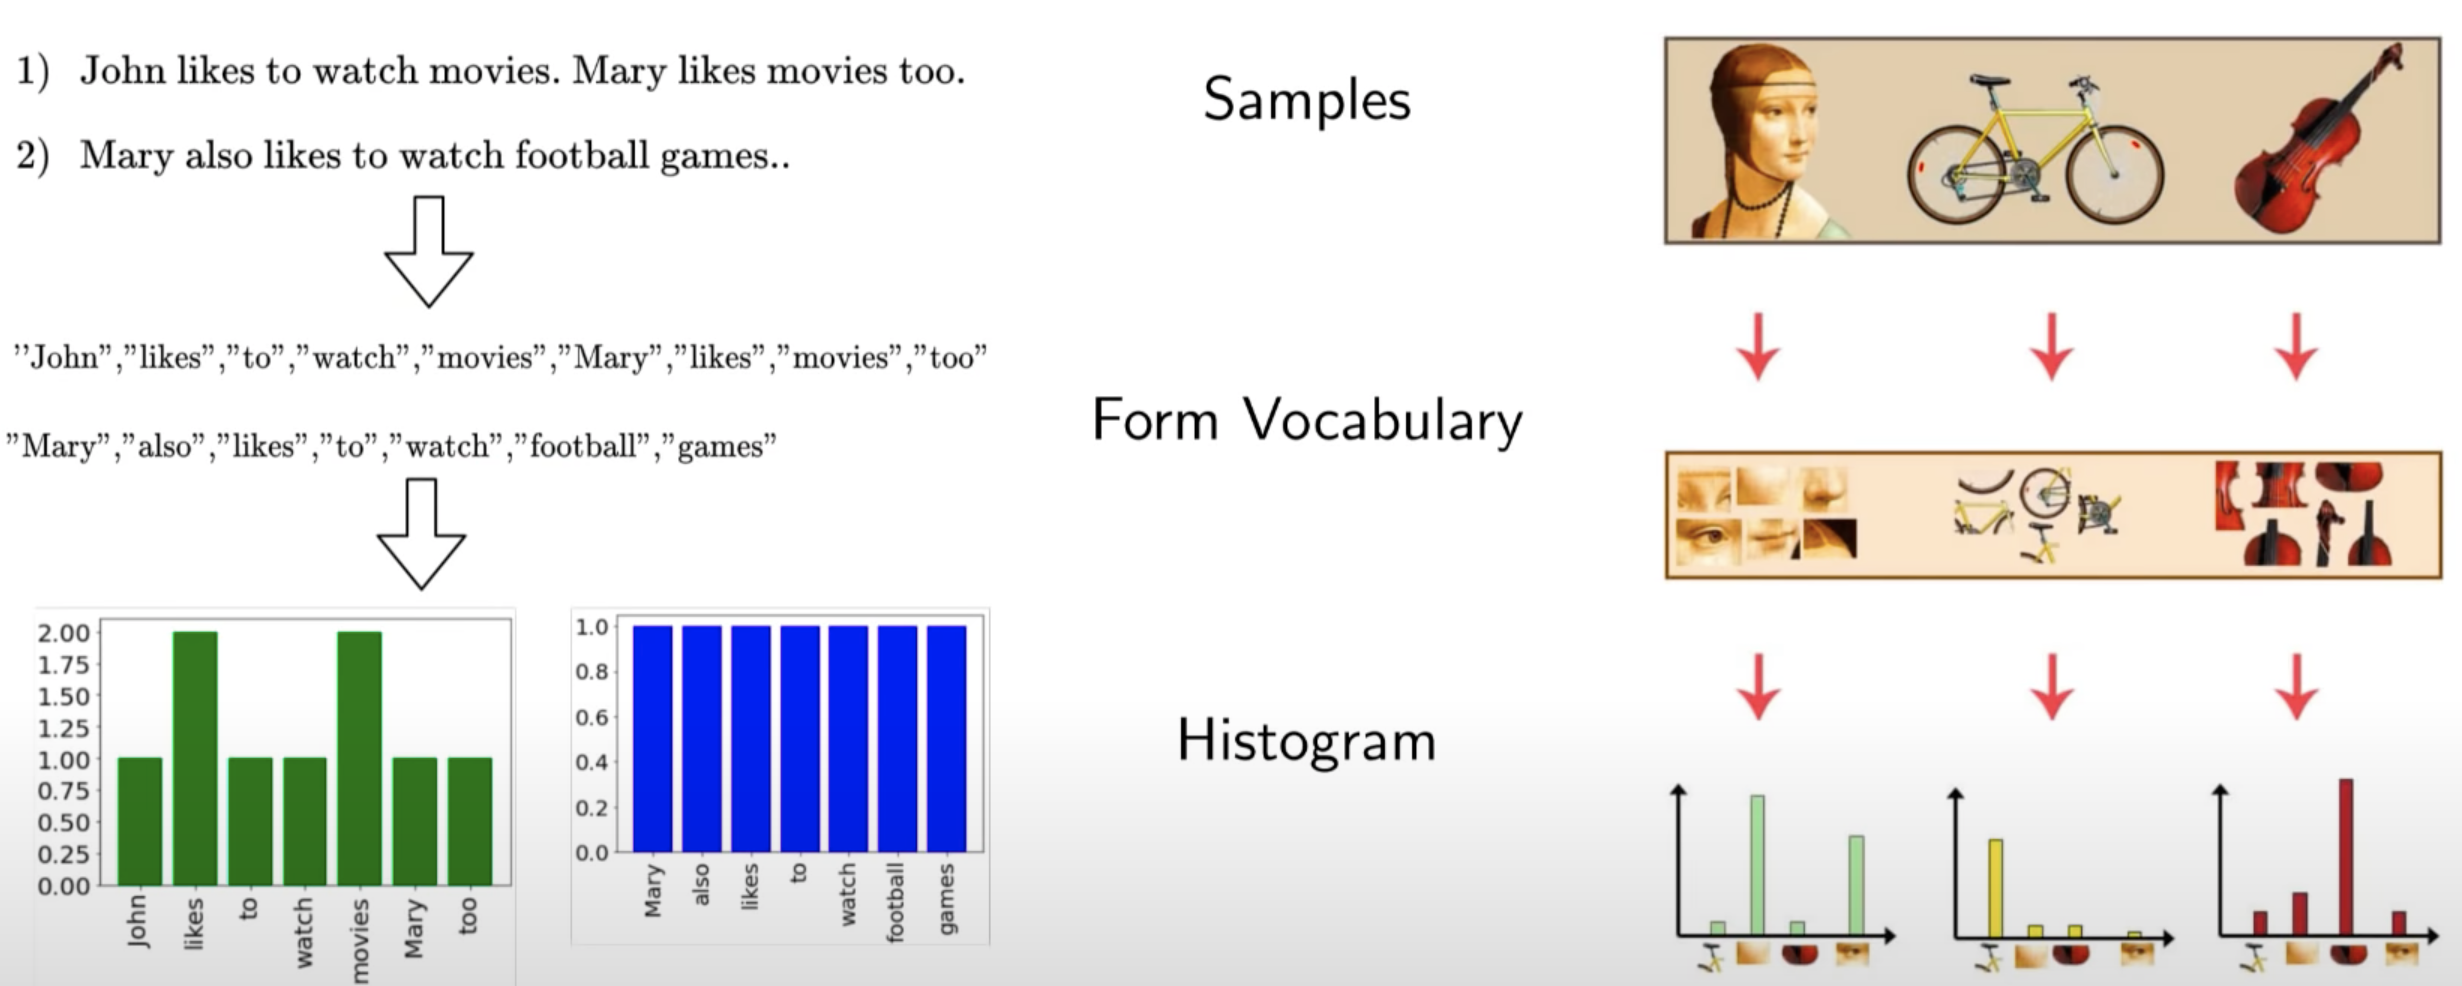 1) John likes to watch movies. Mary likes movies too.
2) Mary also likes to watch football games..
Samples
”John”,”likes”,”to”,”watch”,”movies”,”Mary”,”likes”,”movies”,”too”
”Mary”,”also”,”likes”,”to”,”watch”,”football”,”games”
Form Vocabulary
2.00
1.75
1.50
1.25
1.00
0.75
0.50
0.25
0.00
John likes to watch movies Mary too
1.0
0.8
0.6
0.4
0.2
0.0
Mary also likes to watch football games
Histogram